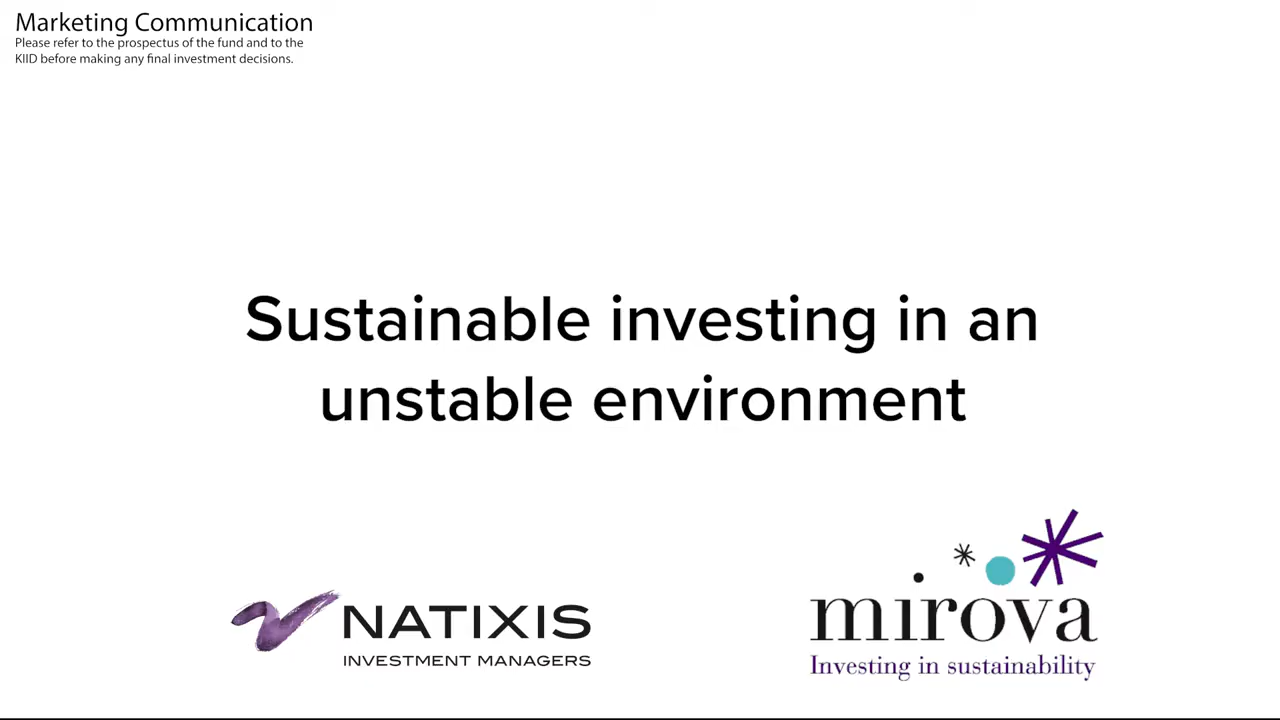 Marketing Communication
Please refer to the prospectus of the fund and to the
KIID before making any final investment decisions.
Sustainable investing in an
unstable environment
NATIXIS
INVESTMENT MANAGERS
mirova
Investing in sustainability